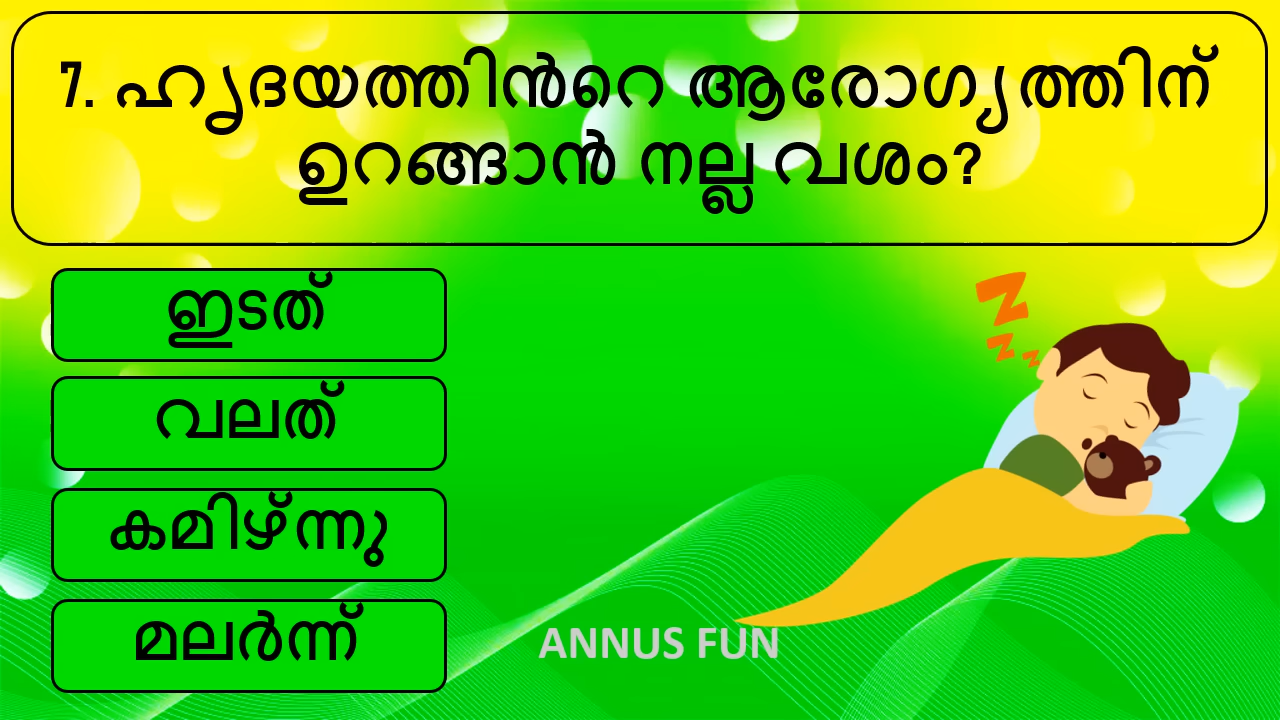 7. ഹൃദയത്തിൻറെ ആരോഗ്യത്തിന്
ഉറങ്ങാൻ നല്ല വശം?
ഇടത്
വലത്
കമിഴ്ന്നു
മലർന്ന്
ANNUS FUN
Z
Z
Z